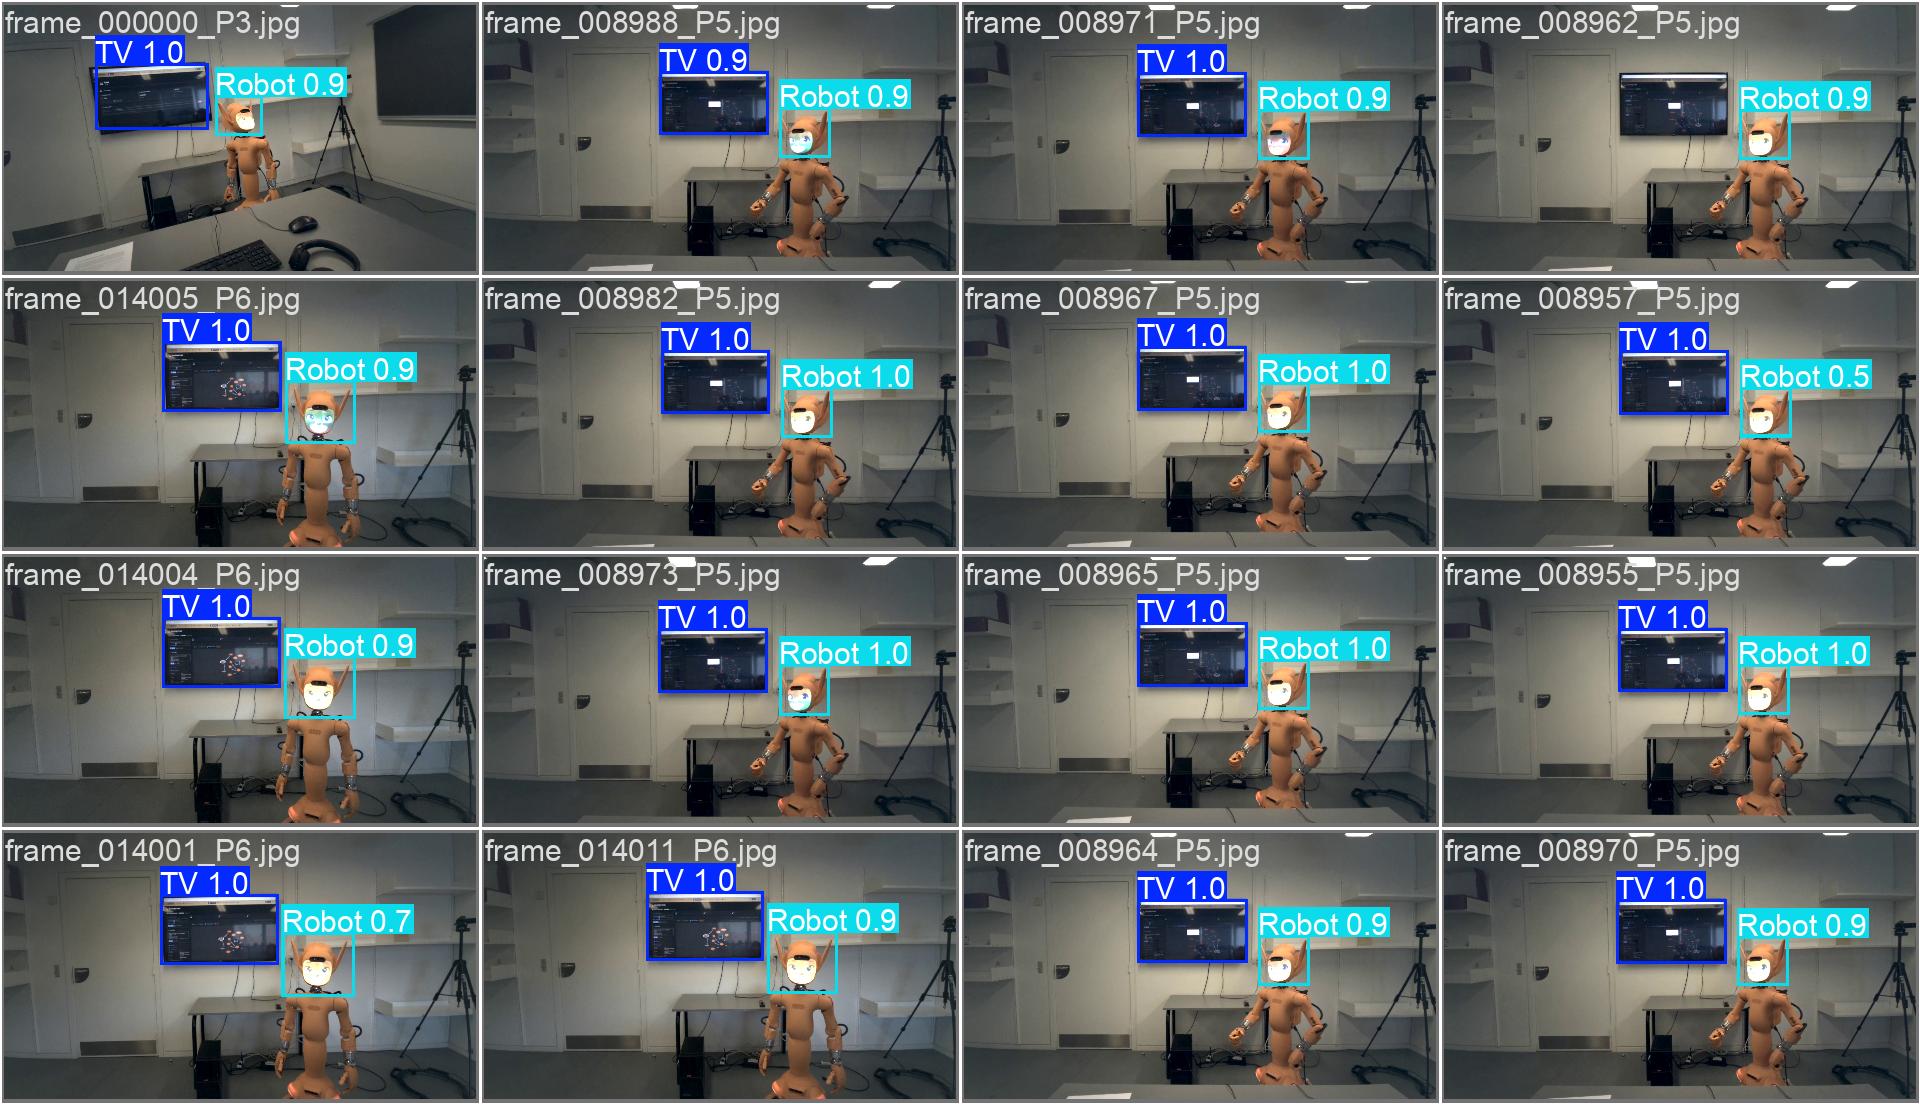 frame_000000_P3.jpg
TV 1.0
Robot 0.9
frame_008988_P5.jpg
TV 0.9
Robot 0.9
frame_008971_P5.jpg
TV 1.0
Robot 0.9
frame_008962_P5.jpg
Robot 0.9
frame_014005_P6.jpg
TV 1.0
Robot 0.9
frame_008982_P5.jpg
TV 1.0
Robot 1.0
frame_008967_P5.jpg
TV 1.0
Robot 1.0
frame_008957_P5.jpg
TV 1.0
Robot 0.5
frame_014004_P6.jpg
TV 1.0
Robot 0.9
frame_008973_P5.jpg
TV 1.0
Robot 1.0
frame_008965_P5.jpg
TV 1.0
Robot 1.0
frame_008955_P5.jpg
TV 1.0
Robot 1.0
frame_014001_P6.jpg
TV 1.0
Robot 0.7
frame_014011_P6.jpg
TV 1.0
Robot 0.9
frame_008964_P5.jpg
TV 1.0
Robot 0.9
frame_008970_P5.jpg
TV 1.0
Robot 0.9